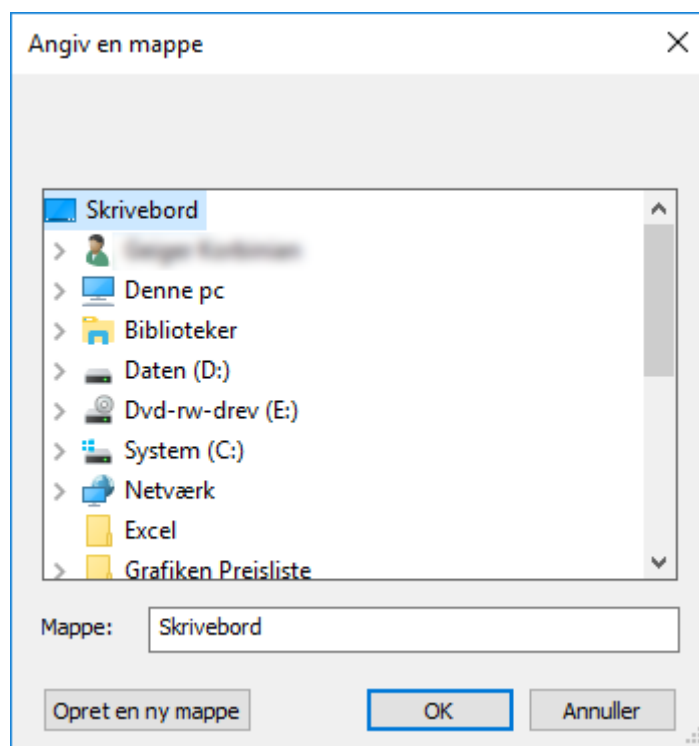 Angiv en mappe
Skrivebord
Denne pc
Biblioteker
Daten (D:)
Dvd-rw-drev (E:)
System (C:)
Netværk
Excel
Grafiken Preisliste
Mappe: Skrivebord
Opret en ny mappe OK Annuller